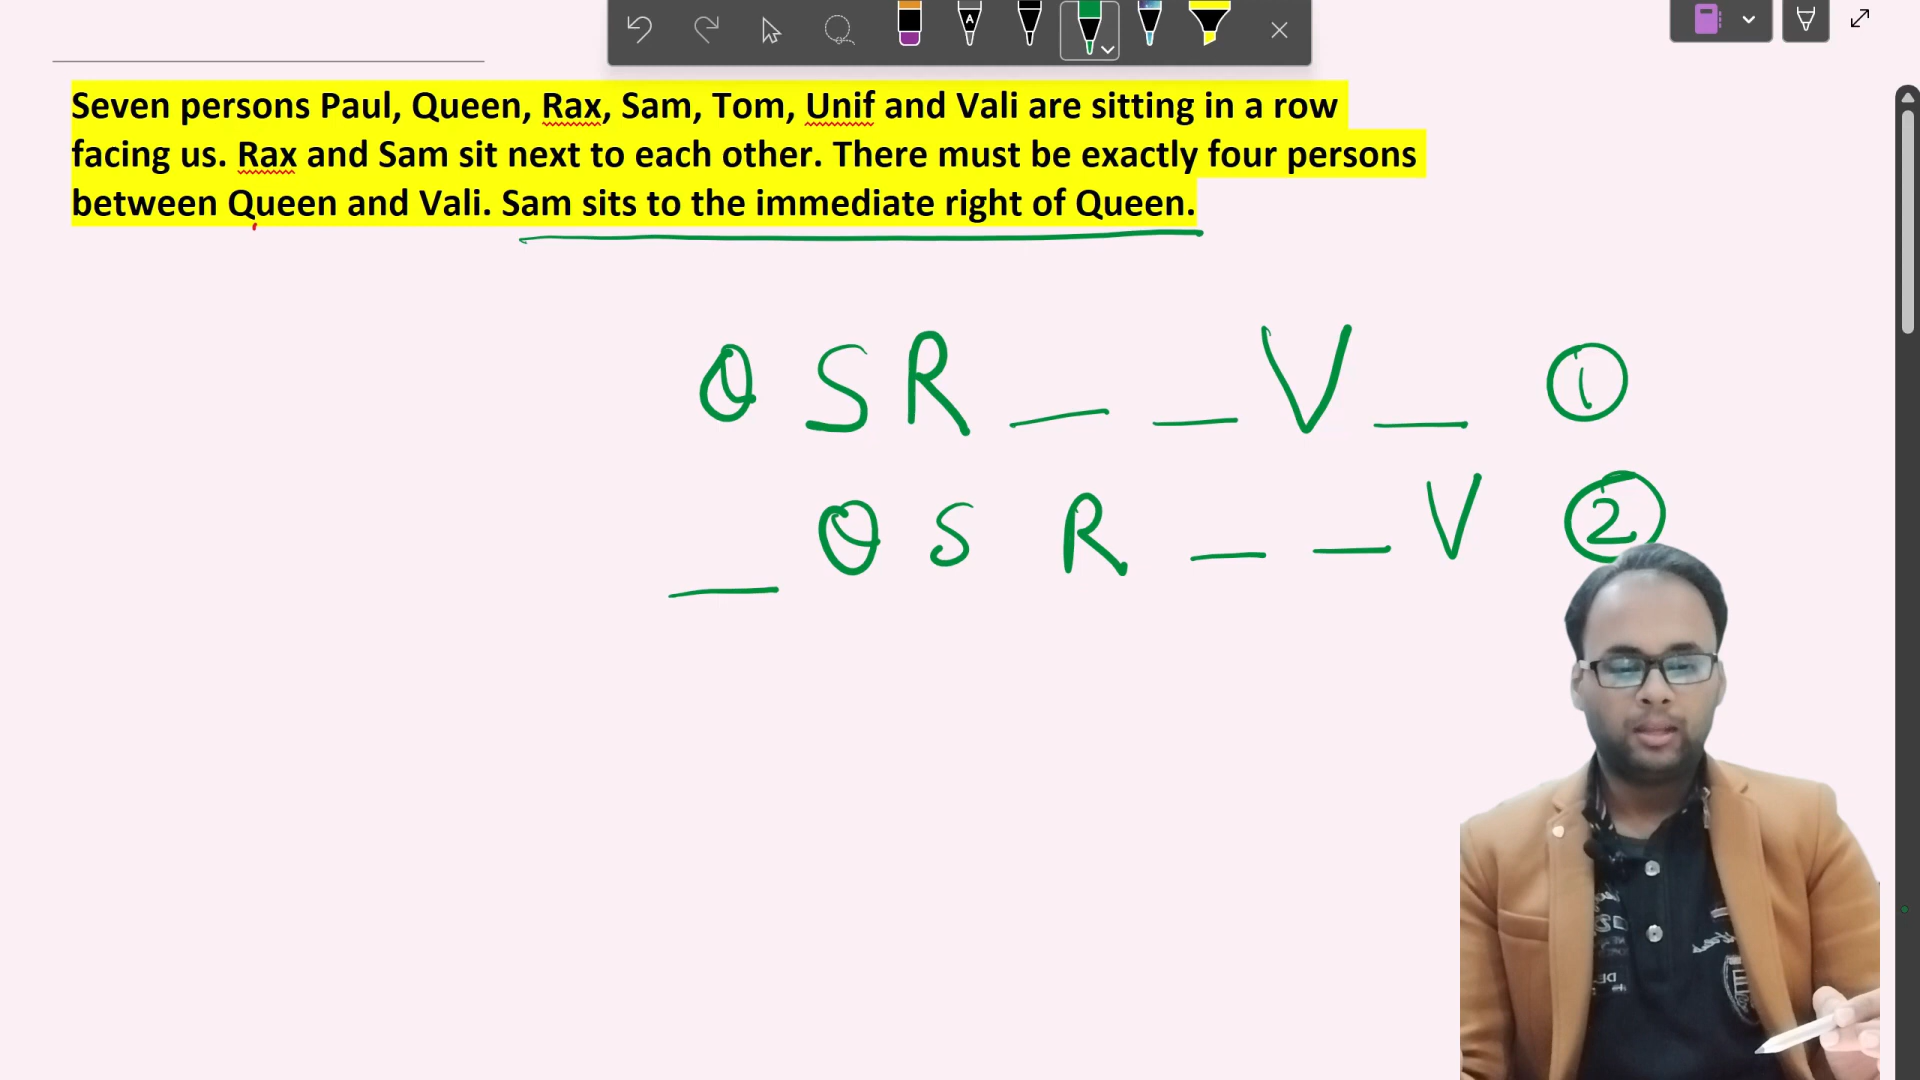 Seven persons Paul, Queen, Rax, Sam, Tom, Unif and Vali are sitting in a row
facing us. Rax and Sam sit next to each other. There must be exactly four persons
between Queen and Vali. Sam sits to the immediate right of Queen.
Q S R _ _ V _ 1
_ Q S R _ _ V 2